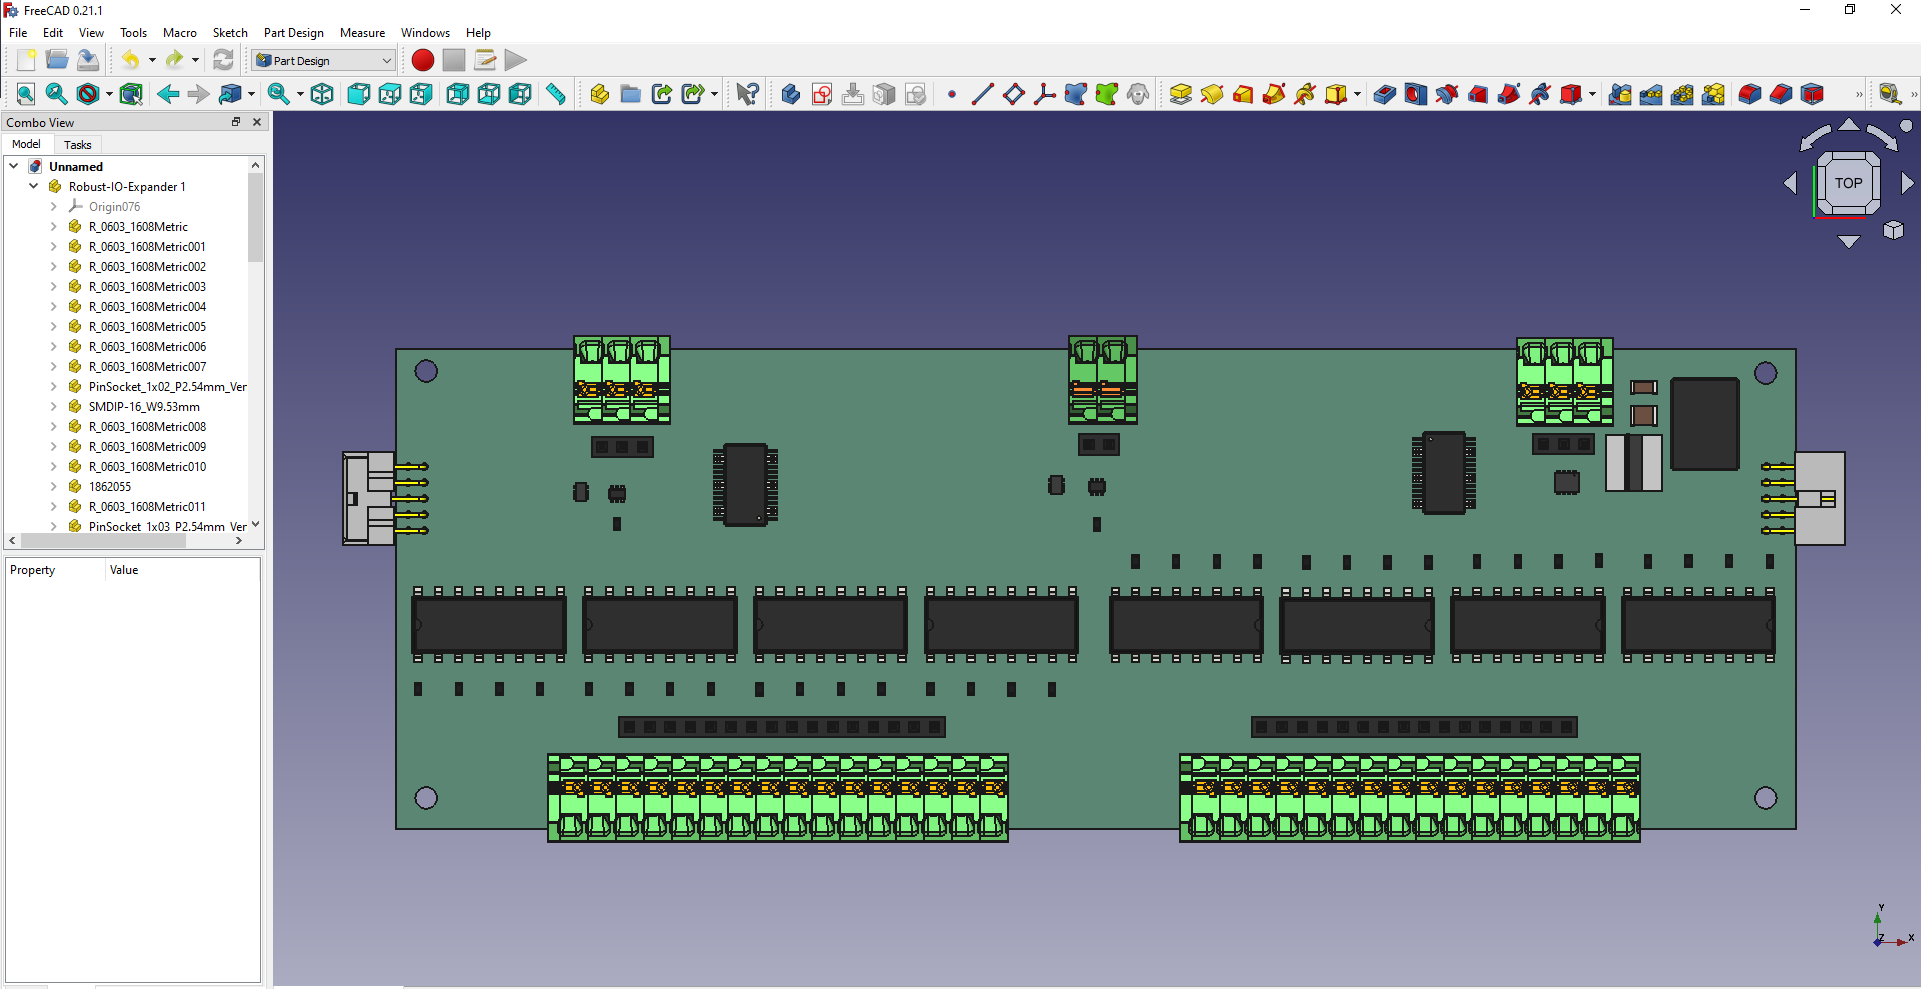 FreeCAD 0.21.1
File Edit View Tools Macro Sketch Part Design Measure Windows Help
Part Design
Combo View
Model Tasks
Unnamed
Robust-IO-Expander 1
Origin076
R_0603_1608Metric
R_0603_1608Metric001
R_0603_1608Metric002
R_0603_1608Metric003
R_0603_1608Metric004
R_0603_1608Metric005
R_0603_1608Metric006
R_0603_1608Metric007
PinSocket_1x02_P2.54mm_Ver
SMDIP-16_W9.53mm
R_0603_1608Metric008
R_0603_1608Metric009
R_0603_1608Metric010
1862055
R_0603_1608Metric011
PinSocket_1x03_P2.54mm_Ver
Property Value
TOP
Y
Z X